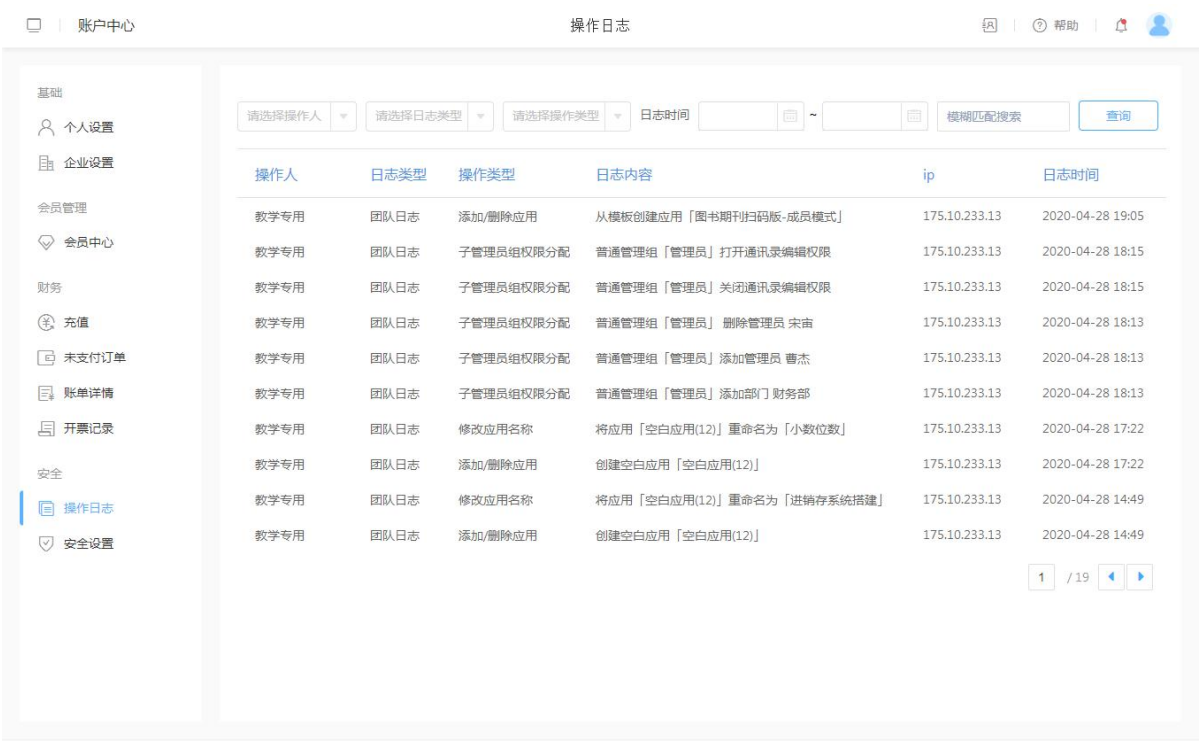 账户中心 操作日志 帮助
基础
个人设置
企业设置
会员管理
会员中心
财务
充值
未支付订单
账单详情
开票记录
安全
操作日志
安全设置
请选择操作人 请选择日志类型 请选择操作类型 日志时间 ~ 模糊匹配搜索 查询
操作人 日志类型 操作类型 日志内容 ip 日志时间
教学专用 团队日志 添加/删除应用 从模板创建应用「图书期刊扫码版-成员模式」 175.10.233.13 2020-04-28 19:05
教学专用 团队日志 子管理员组权限分配 普通管理组「管理员」打开通讯录编辑权限 175.10.233.13 2020-04-28 18:15
教学专用 团队日志 子管理员组权限分配 普通管理组「管理员」关闭通讯录编辑权限 175.10.233.13 2020-04-28 18:15
教学专用 团队日志 子管理员组权限分配 普通管理组「管理员」 删除管理员 宋宙 175.10.233.13 2020-04-28 18:13
教学专用 团队日志 子管理员组权限分配 普通管理组「管理员」添加管理员 曹杰 175.10.233.13 2020-04-28 18:13
教学专用 团队日志 子管理员组权限分配 普通管理组「管理员」添加部门 财务部 175.10.233.13 2020-04-28 18:13
教学专用 团队日志 修改应用名称 将应用「空白应用(12)」重命名为「小数位数」 175.10.233.13 2020-04-28 17:22
教学专用 团队日志 添加/删除应用 创建空白应用「空白应用(12)」 175.10.233.13 2020-04-28 17:22
教学专用 团队日志 修改应用名称 将应用「空白应用(12)」重命名为「进销存系统搭建」 175.10.233.13 2020-04-28 14:49
教学专用 团队日志 添加/删除应用 创建空白应用「空白应用(12)」 175.10.233.13 2020-04-28 14:49
1 / 19